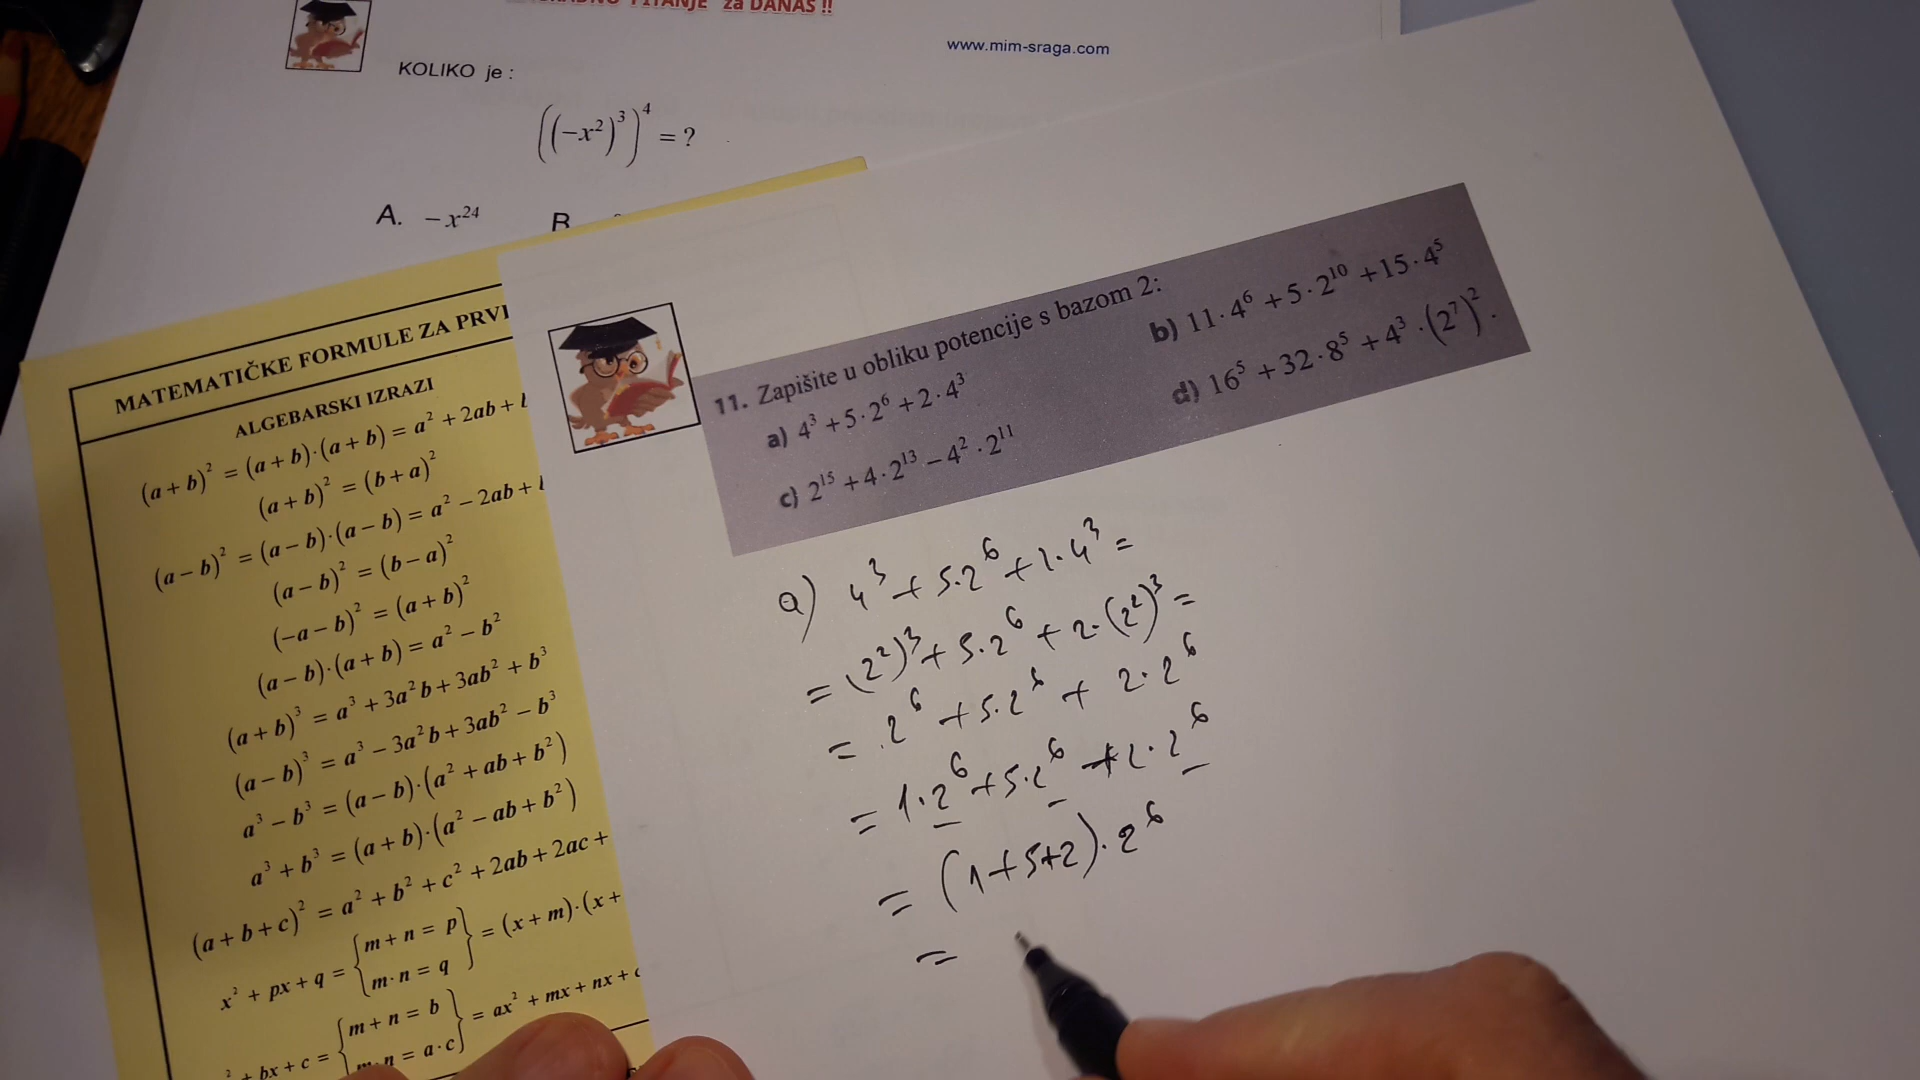 PITANJE za DANAS !!
www.mim-sraga.com
KOLIKO je :
((-x²)³)⁴ = ?
A. -x²⁴ B.
MATEMATIČKE FORMULE ZA PRVI
ALGEBARSKI IZRAZI
(a + b)² = (a + b)·(a + b) = a² + 2ab +
(a + b)² = (b + a)²
(a - b)² = (a - b)·(a - b) = a² - 2ab +
(a - b)² = (b - a)²
(-a - b)² = (a + b)²
(a - b)·(a + b) = a² - b²
(a + b)³ = a³ + 3a²b + 3ab² + b³
(a - b)³ = a³ - 3a²b + 3ab² - b³
a³ - b³ = (a - b)·(a² + ab + b²)
a³ + b³ = (a + b)·(a² - ab + b²)
(a + b + c)² = a² + b² + c² + 2ab + 2ac +
x² + px + q = {m + n = p m·n = q} = (x + m)·(x +
² + bx + c = {m + n = b m·n = a·c} = ax² + mx + nx +
11. Zapišite u obliku potencije s bazom 2:
a) 4³ + 5·2⁶ + 2·4³ b) 11·4⁶ + 5·2¹⁰ + 15·4⁵
c) 2¹⁵ + 4·2¹³ - 4²·2¹¹ d) 16⁵ + 32·8⁵ + 4³·(2⁷)².
a) 4³ + 5·2⁶ + 2·4³ =
= (2²)³ + 5·2⁶ + 2·(2²)³ =
= 2⁶ + 5·2⁶ + 2·2⁶
= 1·2⁶ + 5·2⁶ + 2·2⁶
= (1+5+2)·2⁶
=